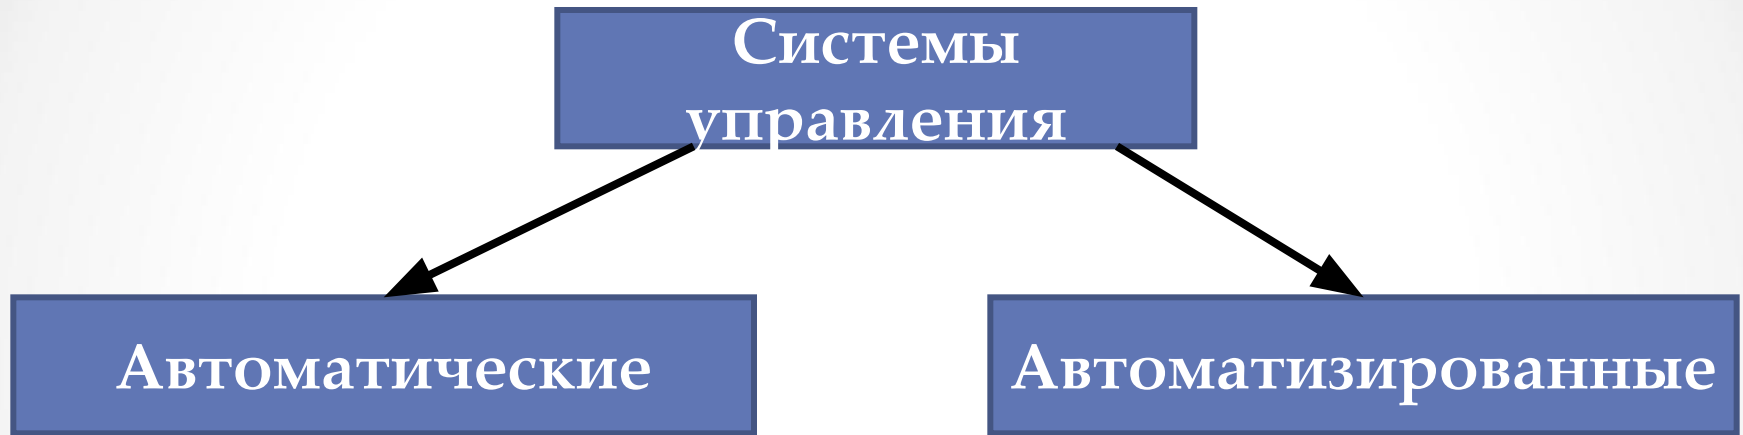 Системы
управления
Автоматические
Автоматизированные